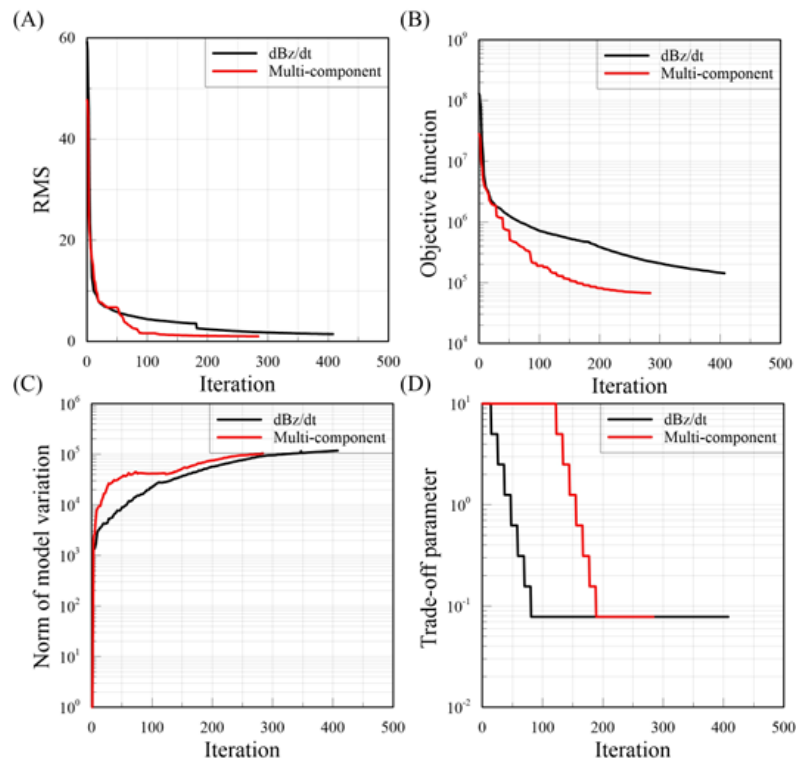 (A)
RMS
60
40
20
0
0 100 200 300 400 500
Iteration
dBz/dt
Multi-component
(B)
Objective function
10⁹
10⁸
10⁷
10⁶
10⁵
10⁴
0 100 200 300 400 500
Iteration
dBz/dt
Multi-component
(C)
Norm of model variation
10⁶
10⁵
10⁴
10³
10²
10¹
10⁰
0 100 200 300 400 500
Iteration
dBz/dt
Multi-component
(D)
Trade-off parameter
10¹
10⁰
10⁻¹
10⁻²
0 100 200 300 400 500
Iteration
dBz/dt
Multi-component